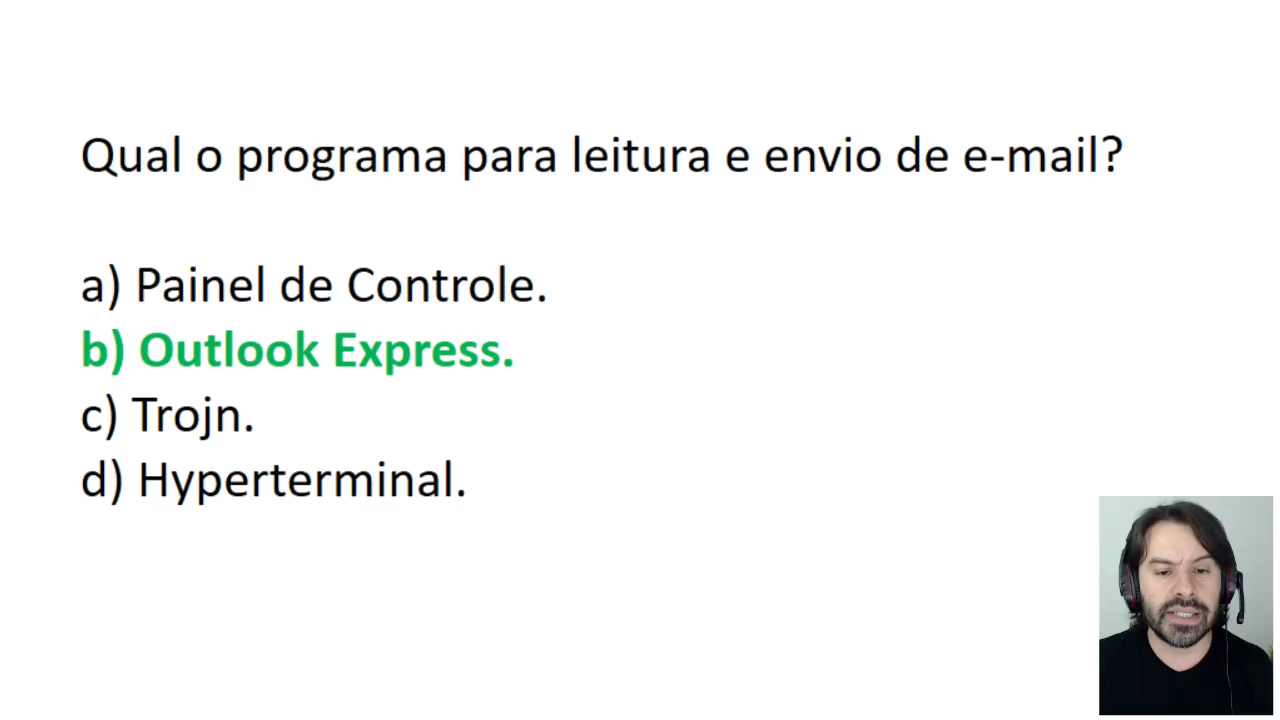 Qual o programa para leitura e envio de e-mail?
a) Painel de Controle.
b) Outlook Express.
c) Trojn.
d) Hyperterminal.